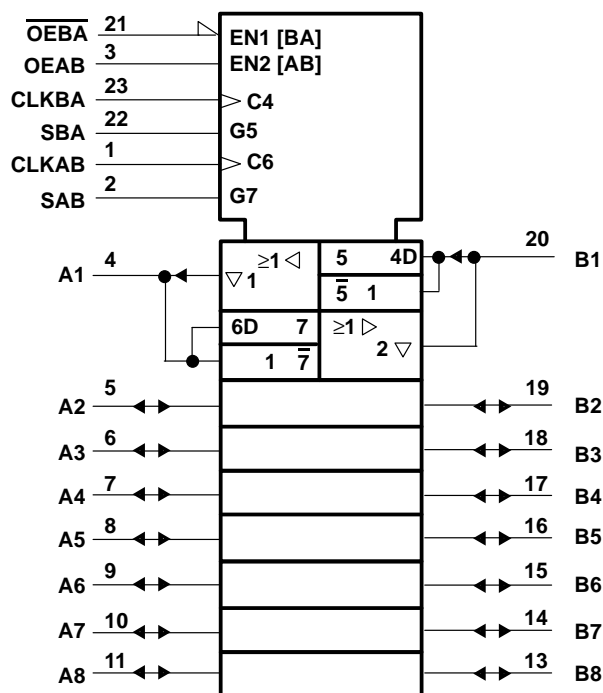 OEBA 21 EN1 [BA]
OEAB 3 EN2 [AB]
CLKBA 23 C4
SBA 22 G5
CLKAB 1 C6
SAB 2 G7
A1 4 ≥1 1 5 4D 20 B1
5 1
6D 7 ≥1 2
1 7
A2 5 19 B2
A3 6 18 B3
A4 7 17 B4
A5 8 16 B5
A6 9 15 B6
A7 10 14 B7
A8 11 13 B8